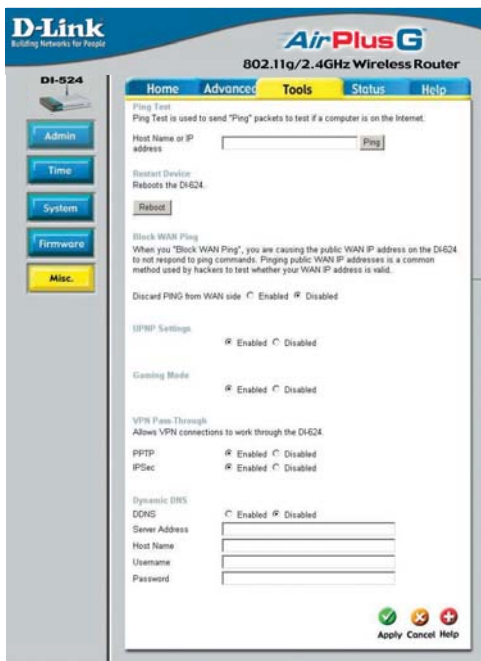 D-Link
Building Networks for People
AirPlus G
802.11g/2.4GHz Wireless Router
DI-524
Home Advanced Tools Status Help
Admin
Time
System
Firmware
Misc.
Ping Test
Ping Test is used to send "Ping" packets to test if a computer is on the Internet.
Host Name or IP
address
Ping
Restart Device
Reboots the DI-624.
Reboot
Block WAN Ping
When you "Block WAN Ping", you are causing the public WAN IP address on the DI-624
to not respond to ping commands. Pinging public WAN IP addresses is a common
method used by hackers to test whether your WAN IP address is valid.
Discard PING from WAN side Enabled Disabled
UPNP Settings
Enabled Disabled
Gaming Mode
Enabled Disabled
VPN Pass-Through
Allows VPN connections to work through the DI-624.
PPTP Enabled Disabled
IPSec Enabled Disabled
Dynamic DNS
DDNS Enabled Disabled
Server Address
Host Name
Username
Password
Apply Cancel Help